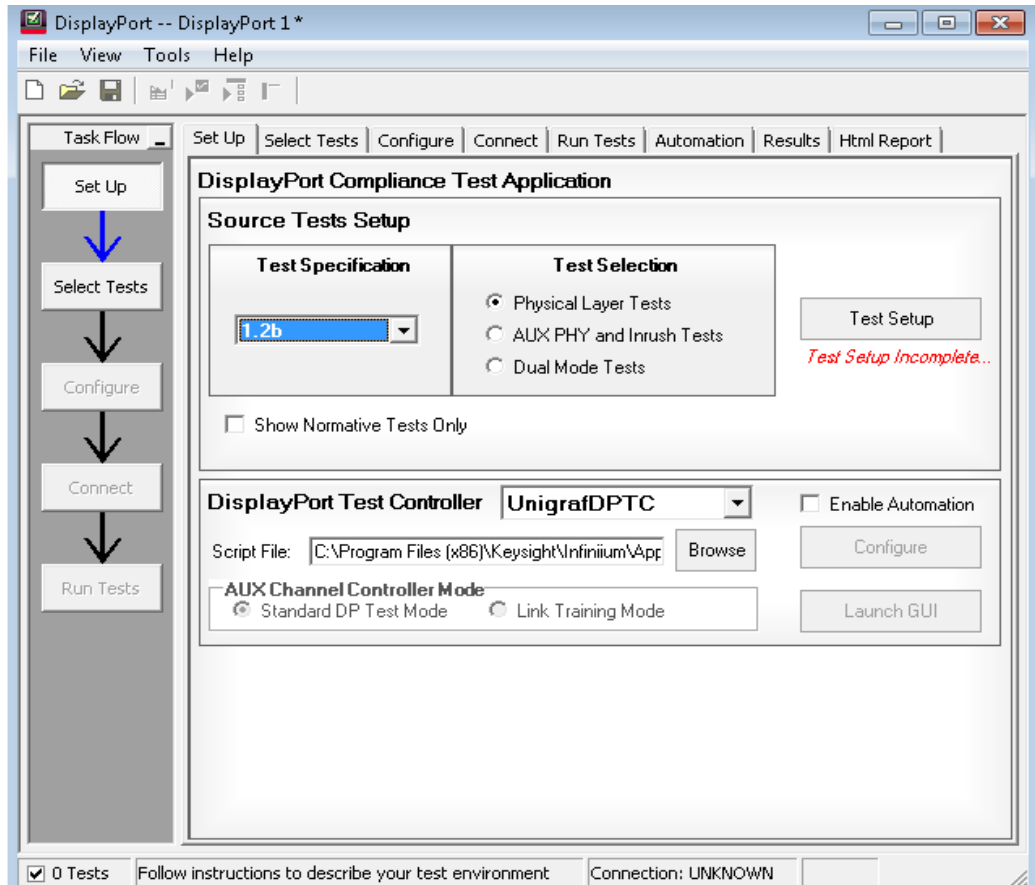 DisplayPort -- DisplayPort 1 *
File View Tools Help
Task Flow
Set Up
Select Tests
Configure
Connect
Run Tests
Set Up Select Tests Configure Connect Run Tests Automation Results Html Report
DisplayPort Compliance Test Application
Source Tests Setup
Test Specification
1.2b
Test Selection
Physical Layer Tests
AUX PHY and Inrush Tests
Dual Mode Tests
Test Setup
Test Setup Incomplete...
Show Normative Tests Only
DisplayPort Test Controller UnigrafDPTC
Enable Automation
Script File: C:\Program Files (x86)\Keysight\Infiniium\App Browse
Configure
AUX Channel Controller Mode
Standard DP Test Mode Link Training Mode
Launch GUI
0 Tests Follow instructions to describe your test environment Connection: UNKNOWN